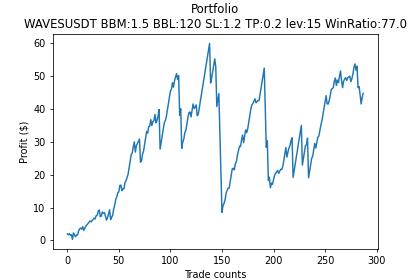 Portfolio
WAVESUSDT BBM:1.5 BBL:120 SL:1.2 TP:0.2 lev:15 WinRatio:77.0
60
50
40
30
20
10
0
Profit ($)
0 50 100 150 200 250 300
Trade counts